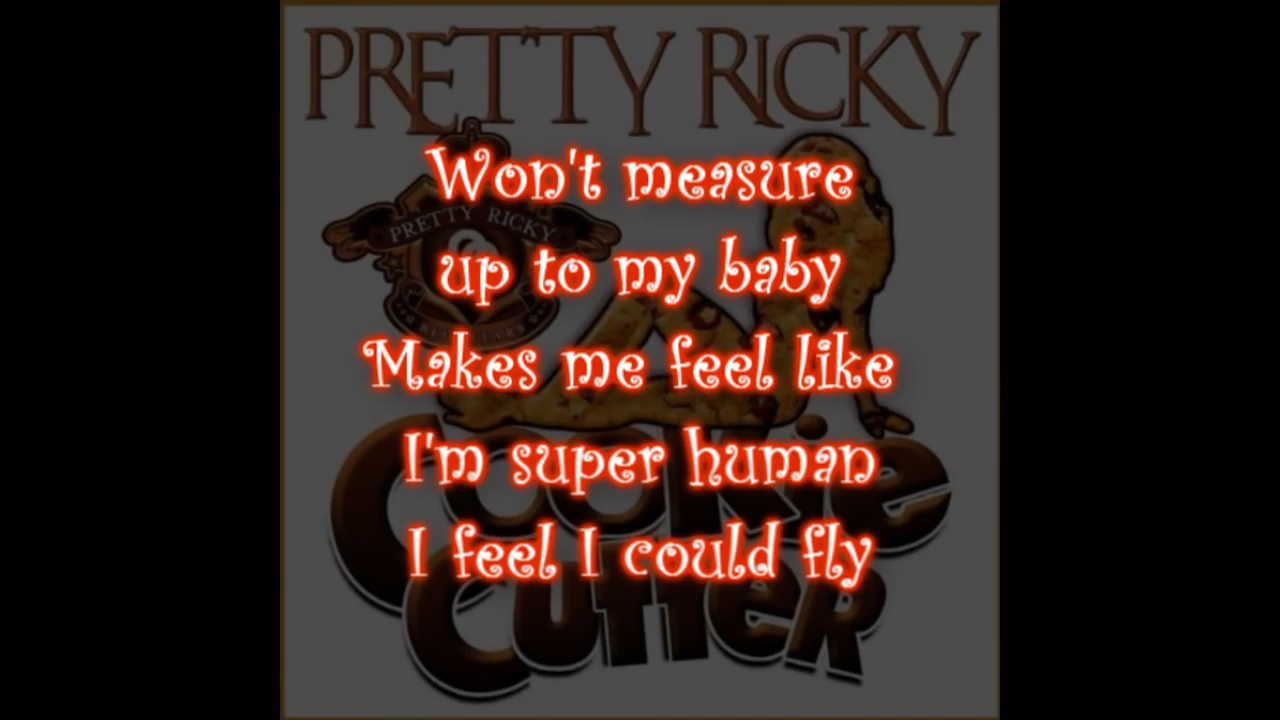 PRETTY RICKY
Won't measure
PRETTY RICKY
up to my baby
BLUESTARS
Makes me feel like
I'm super human
I feel I could fly
Cookie
CUTTER